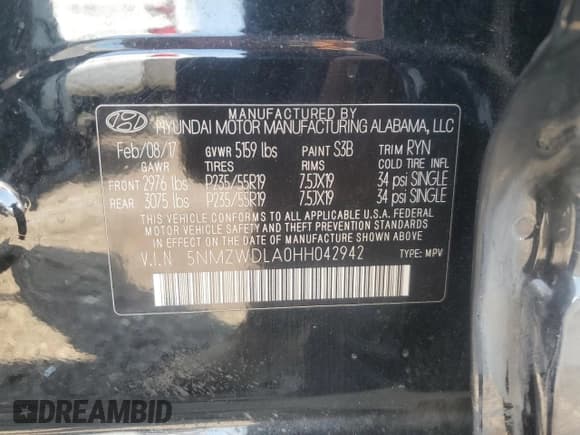 MANUFACTURED BY
HYUNDAI MOTOR MANUFACTURING ALABAMA, LLC
Feb/08/17 GVWR 5159 lbs PAINT S3B TRIM RYN
GAWR TIRES RIMS COLD TIRE INFL
FRONT 2976 lbs P235/55R19 7.5JX19 34 psi SINGLE
REAR 3075 lbs P235/55R19 7.5JX19 34 psi SINGLE
THIS VEHICLE CONFORMS TO ALL APPLICABLE U.S.A. FEDERAL
MOTOR VEHICLE SAFETY AND THEFT PREVENTION STANDARDS
IN EFFECT ON THE DATE OF MANUFACTURE SHOWN ABOVE.
V.I.N 5NMZWDLA0HH042942 TYPE: MPV
DREAMBID